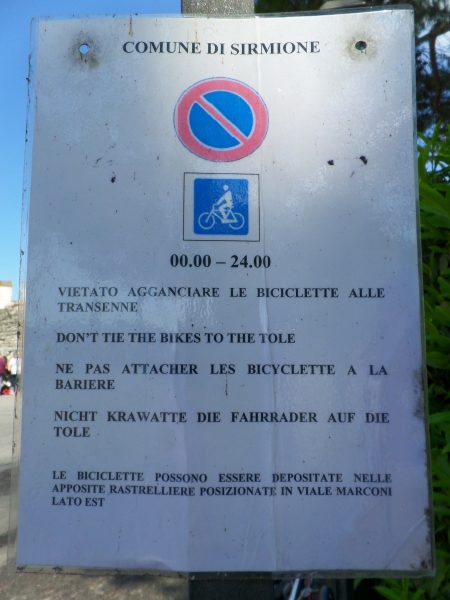 COMUNE DI SIRMIONE
00.00 – 24.00
VIETATO AGGANCIARE LE BICICLETTE ALLE
TRANSENNE
DON'T TIE THE BIKES TO THE TOLE
NE PAS ATTACHER LES BICYCLETTE A LA
BARIERE
NICHT KRAWATTE DIE FAHRRADER AUF DIE
TOLE
LE BICICLETTE POSSONO ESSERE DEPOSITATE NELLE
APPOSITE RASTRELLIERE POSIZIONATE IN VIALE MARCONI
LATO EST